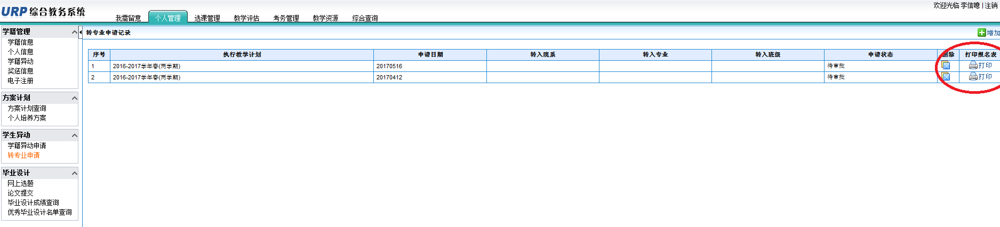 URP 综合教务系统
欢迎光临 李信噫 | 注销
我需留意 个人管理 选课管理 教学评估 考务管理 教学资源 综合查询
学籍管理
学籍信息
个人信息
学籍异动
奖惩信息
电子注册
方案计划
方案计划查询
个人培养方案
学生异动
学籍异动申请
转专业申请
毕业设计
网上选题
论文提交
毕业设计成绩查询
优秀毕业设计名单查询
转专业申请记录
增加
序号 执行教学计划 申请日期 转入院系 转入专业 转入班级 申请状态 删除 打印报名表
1 2016-2017学年春(两学期) 20170516 待审批 打印
2 2016-2017学年春(两学期) 20170412 待审批 打印